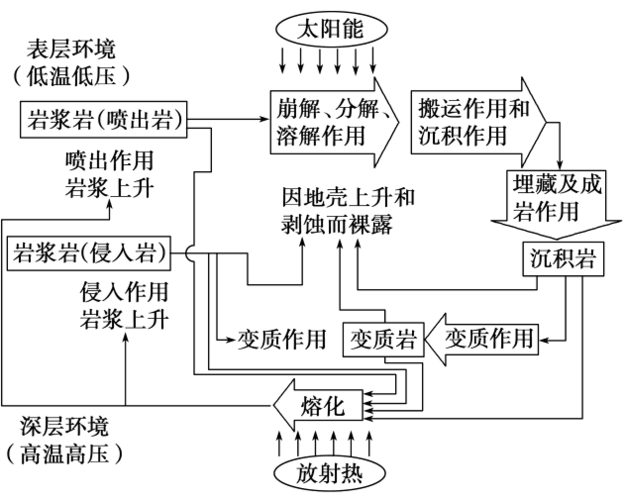 太阳能
表层环境
（低温低压）
岩浆岩(喷出岩)
崩解、分解、
溶解作用
搬运作用和
沉积作用
喷出作用
岩浆上升
因地壳上升和
剥蚀而裸露
埋藏及成
岩作用
岩浆岩(侵入岩)
沉积岩
侵入作用
岩浆上升
变质作用
变质岩
变质作用
熔化
深层环境
（高温高压）
放射热